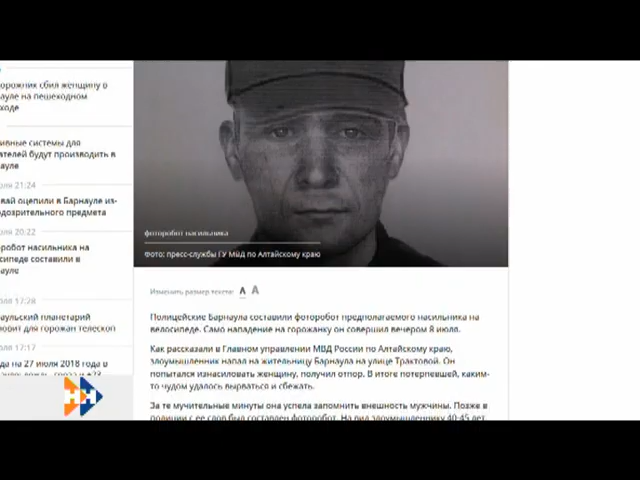 орожник сбил женщину о
ауле на пешеходном
ходе
ивные системы для
ателей будут производить в
ауле
21:24
вай оцепили в Барнауле из-
дозрительного предмета
20:22
робот насильника на
сипеде составили в
ауле
17:28
аульский планетарий
новит для горожан телескоп
17:17
да на 27 июля 2018 года в
фоторобот насильника
Фото: пресс-службы ГУ МВД по Алтайскому краю
Изменить размер текста: А А
Полицейские Барнаула составили фоторобот предполагаемого насильника на
велосипеде. Само нападение на горожанку он совершил вечером 8 июля.
Как рассказали в Главном управлении МВД России по Алтайскому краю,
злоумышленник напал на жительницу Барнаула на улице Трактовой. Он
попытался изнасиловать женщину, получил отпор. В итоге потерпевшей, каким-
то чудом удалось вырваться и сбежать.
За те мучительные минуты она успела запомнить внешность мужчины. Позже в
полиции с ее слов был составлен фоторобот. На вид злоумышленнику 40-45 лет,
НН